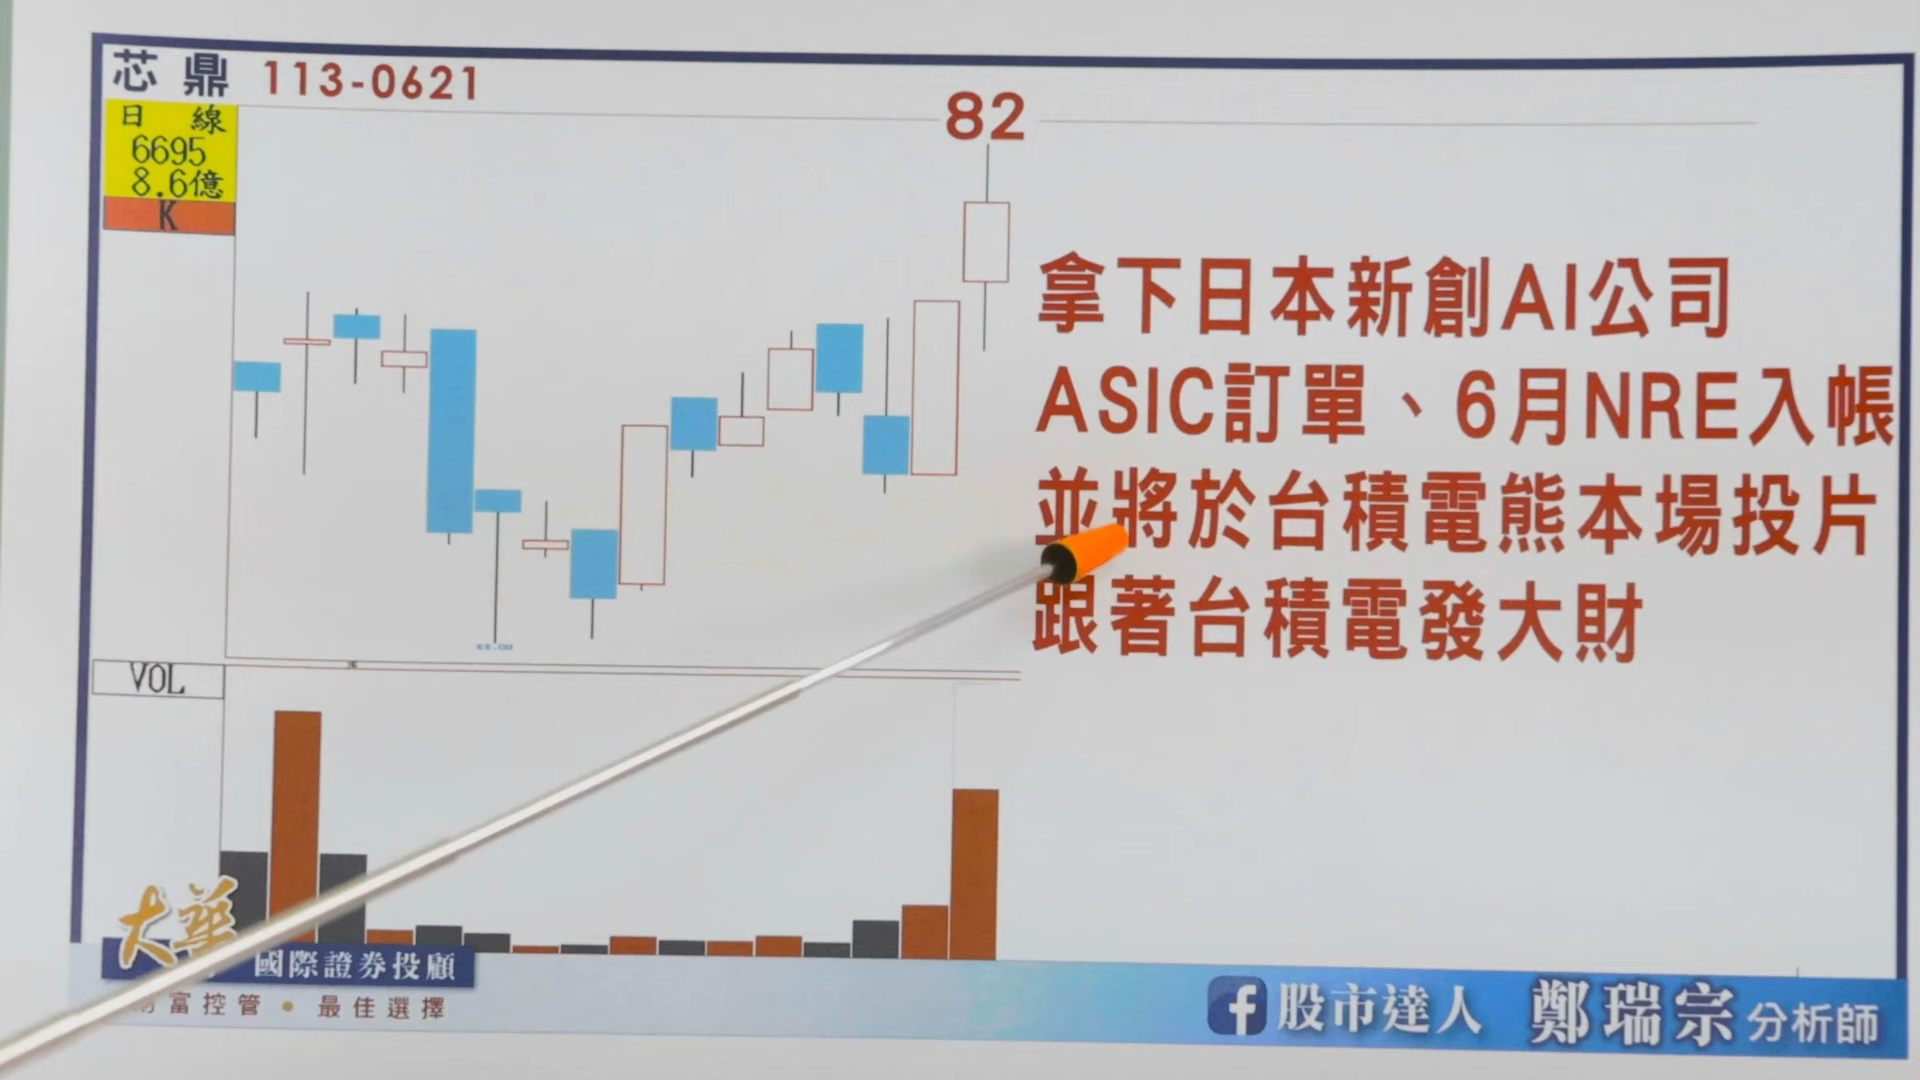 芯鼎 113-0621
日線
6695
8.6億
K
82
拿下日本新創AI公司
ASIC訂單、6月NRE入帳
並將於台積電熊本場投片
跟著台積電發大財
VOL
大華
國際證券投顧
財富控管·最佳選擇
f 股市達人 鄭瑞宗 分析師